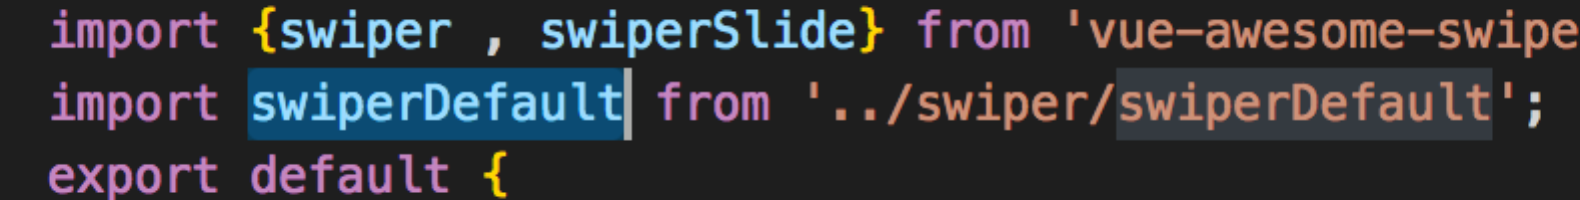 import {swiper , swiperSlide} from 'vue-awesome-swipe
import swiperDefault from '../swiper/swiperDefault';
export default {